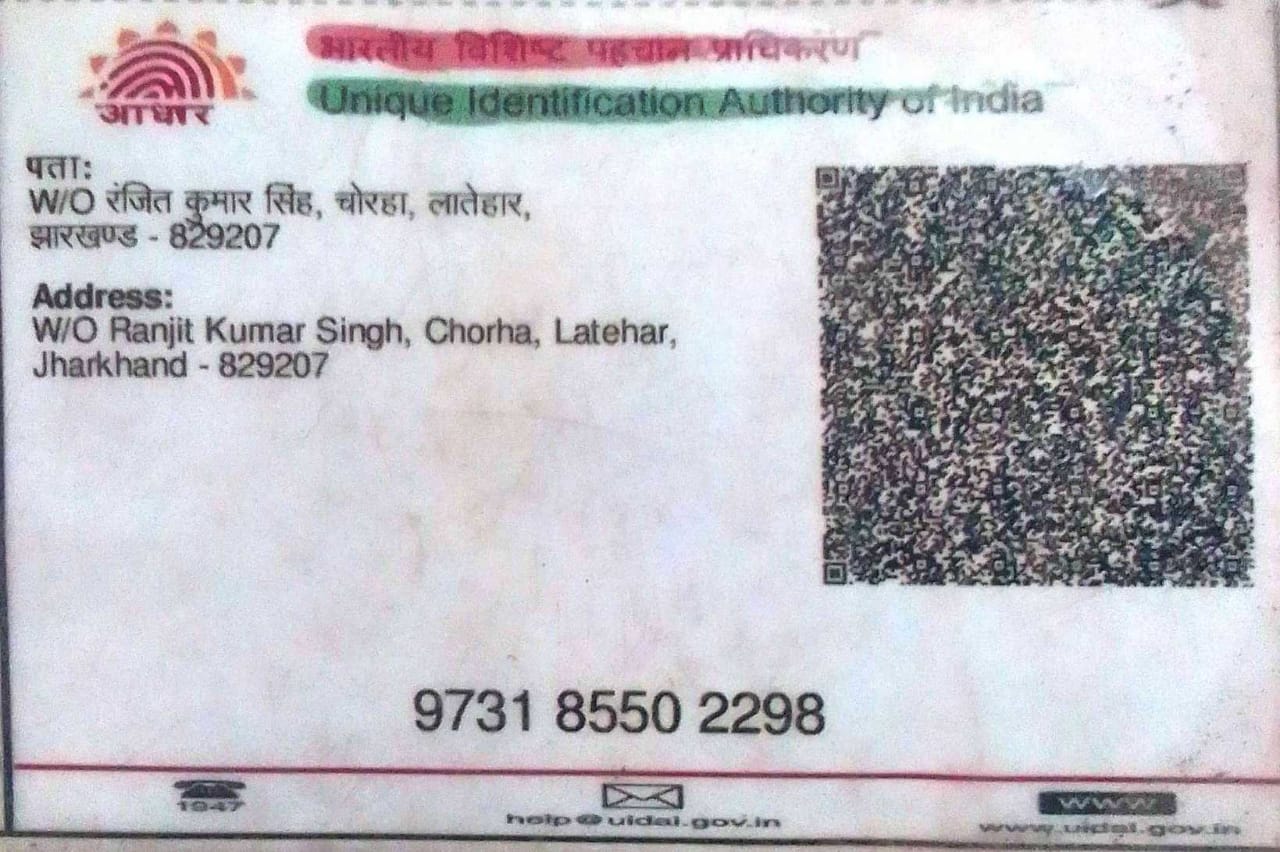 आधार
भारतीय विशिष्ट पहचान प्राधिकरण
Unique Identification Authority of India
पता:
W/O रंजित कुमार सिंह, चोरहा, लातेहार,
झारखण्ड - 829207
Address:
W/O Ranjit Kumar Singh, Chorha, Latehar,
Jharkhand - 829207
9731 8550 2298
1947
help@uidai.gov.in
www
www.uidai.gov.in